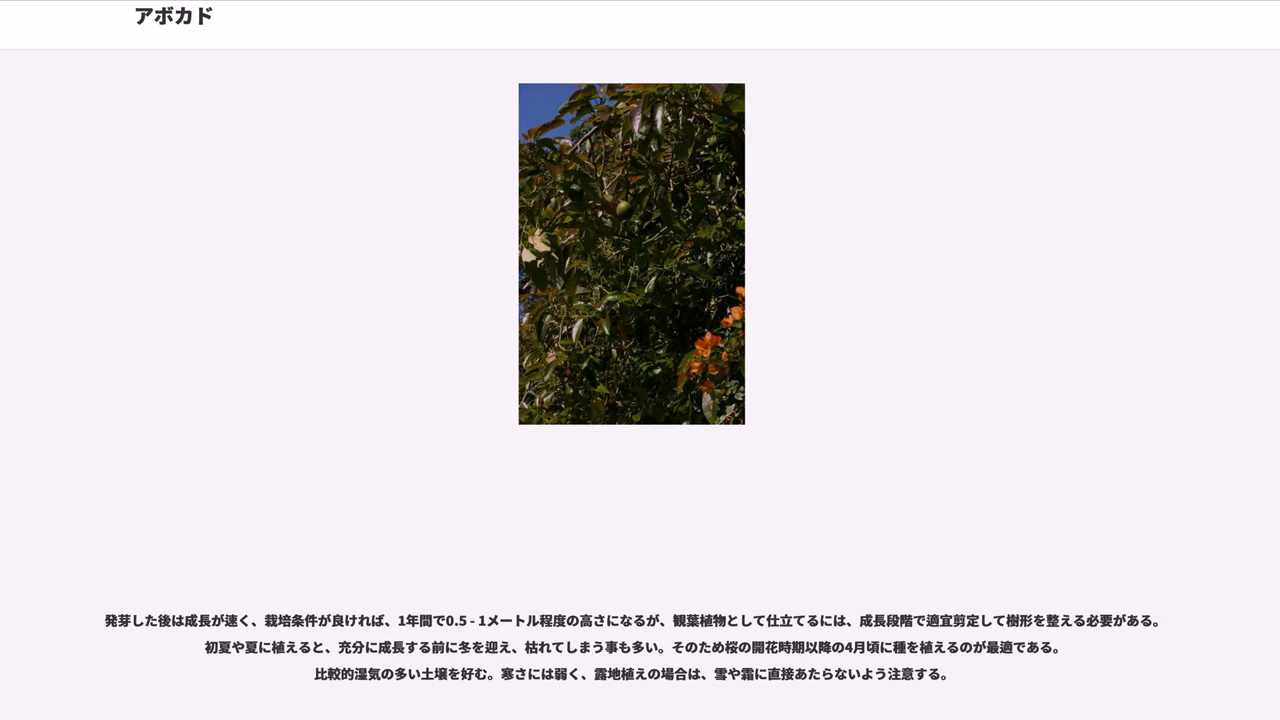 アボカド
発芽した後は成長が速く、栽培条件が良ければ、1年間で0.5 - 1メートル程度の高さになるが、観葉植物として仕立てるには、成長段階で適宜剪定して樹形を整える必要がある。
初夏や夏に植えると、充分に成長する前に冬を迎え、枯れてしまう事も多い。そのため桜の開花時期以降の4月頃に種を植えるのが最適である。
比較的湿気の多い土壌を好む。寒さには弱く、露地植えの場合は、雪や霜に直接あたらないよう注意する。